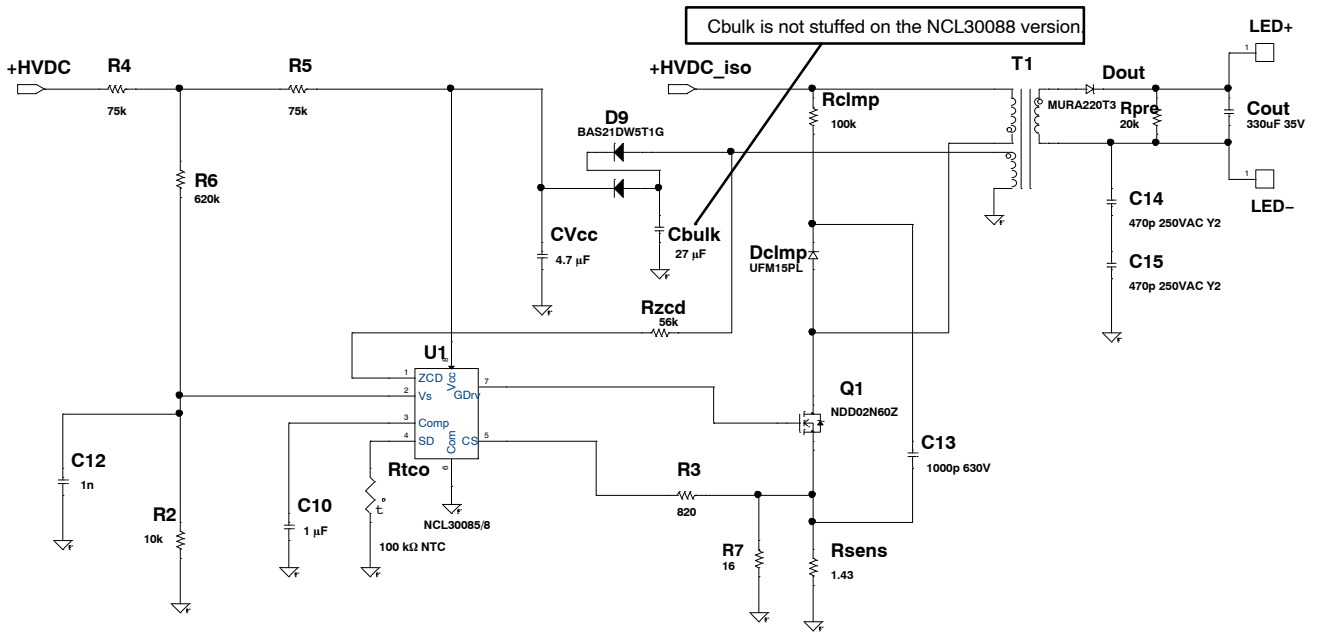 Cbulk is not stuffed on the NCL30088 version.
LED+
1
+HVDC
R4
75k
R5
75k
+HVDC_iso
Rclmp
100k
T1
Dout
MURA220T3
Rpre
20k
Cout
330uF 35V
D9
BAS21DW5T1G
1
LED−
R6
620k
CVcc
4.7 µF
Cbulk
27 µF
Dclmp
UFM15PL
C14
470p 250VAC Y2
C15
470p 250VAC Y2
Rzcd
56k
U1
8
1
ZCD
Vcc
7
GDrv
2
Vs
3
Comp
4
SD
Com
CS
5
6
NCL30085/8
Q1
NDD02N60Z
C13
1000p 630V
C12
1n
R2
10k
C10
1 µF
Rtco
t°
100 kΩ NTC
R3
820
R7
16
Rsens
1.43